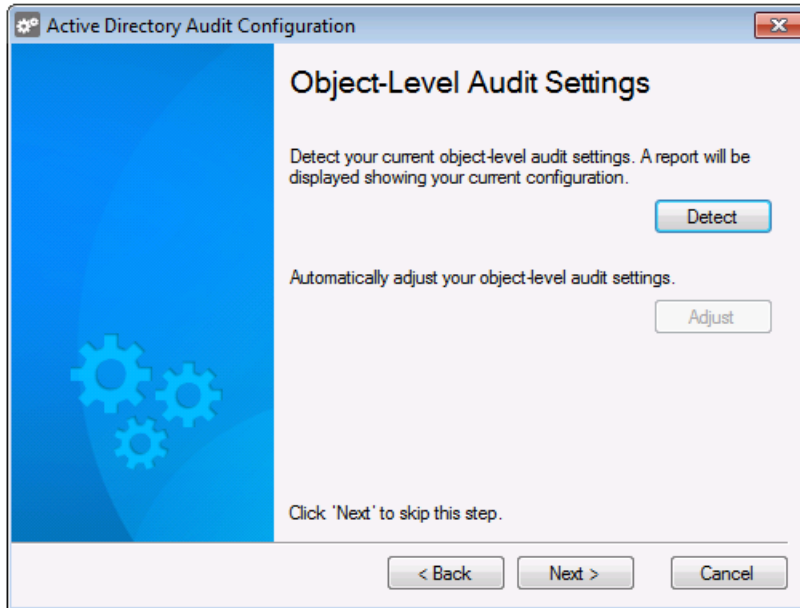 Active Directory Audit Configuration
Object-Level Audit Settings
Detect your current object-level audit settings. A report will be
displayed showing your current configuration.
Detect
Automatically adjust your object-level audit settings.
Adjust
Click 'Next' to skip this step.
< Back
Next >
Cancel